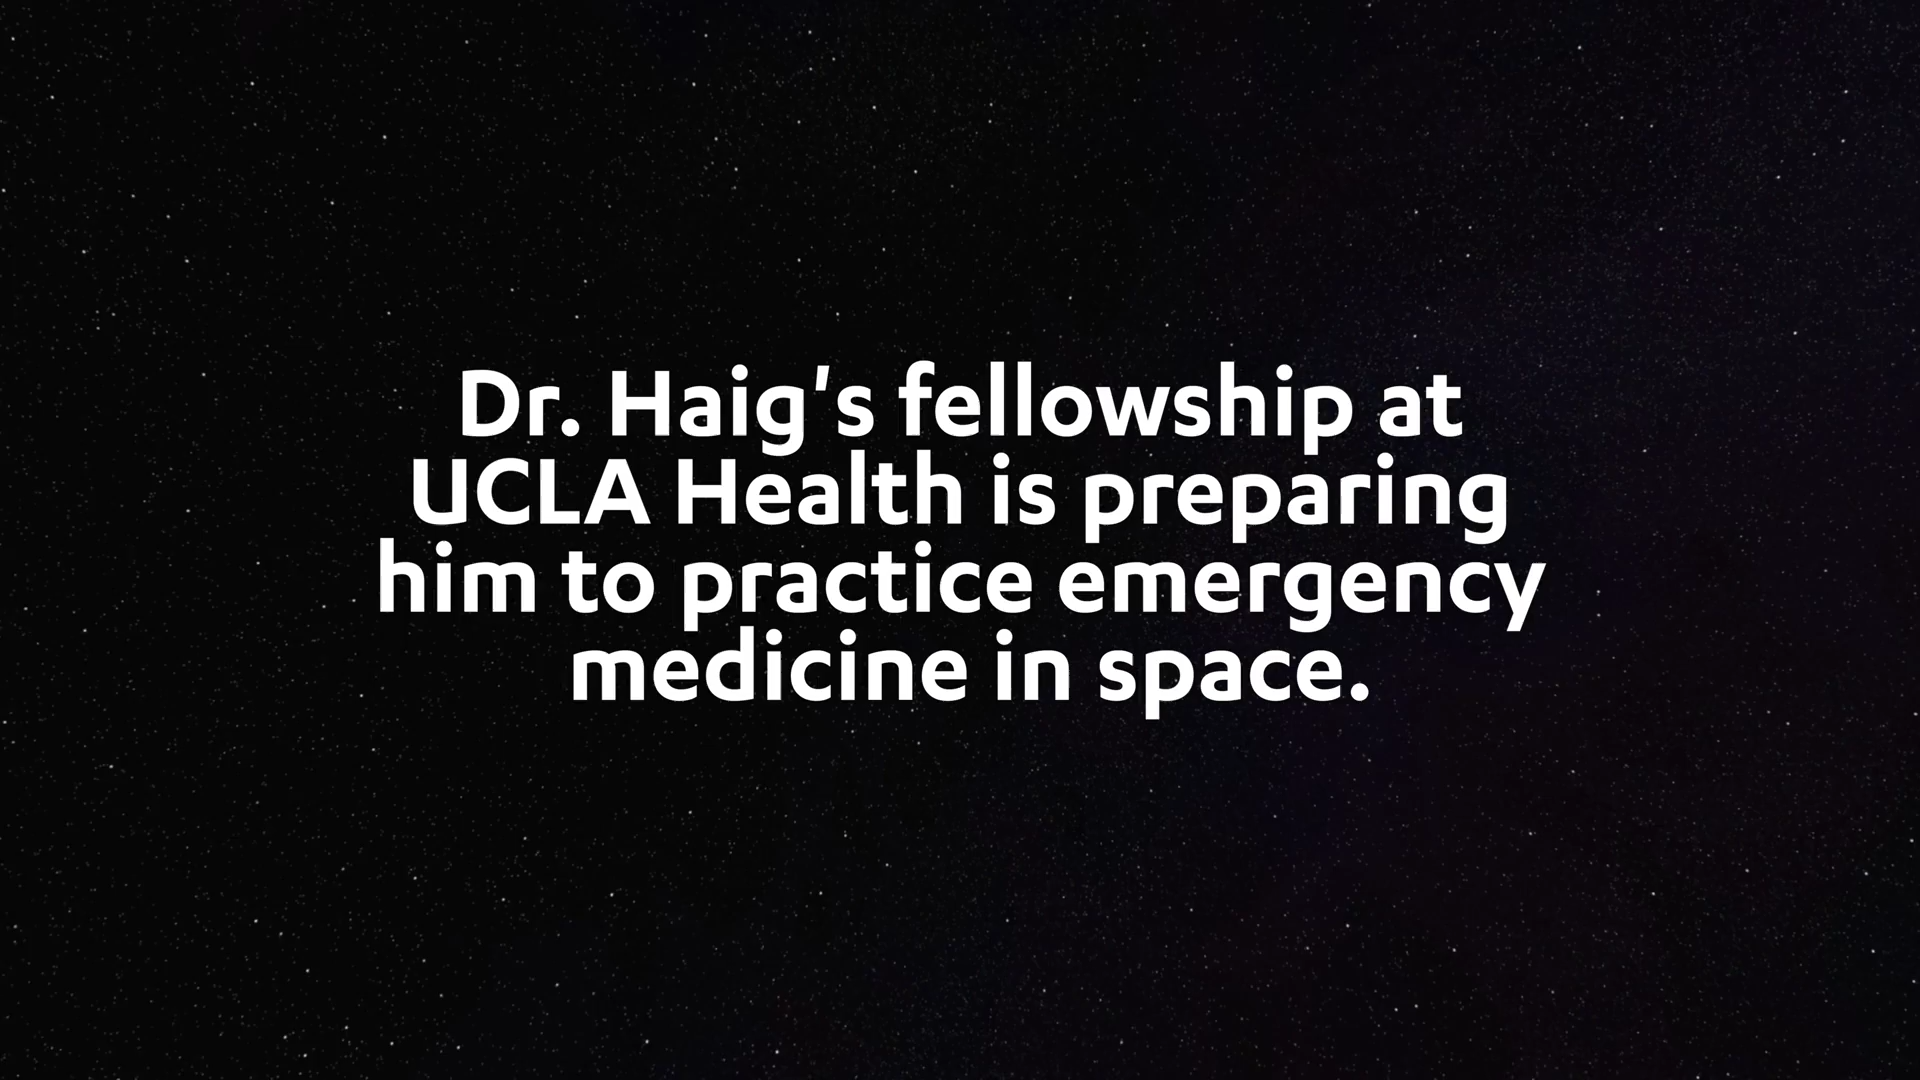 Dr. Haig's fellowship at
UCLA Health is preparing
him to practice emergency
medicine in space.